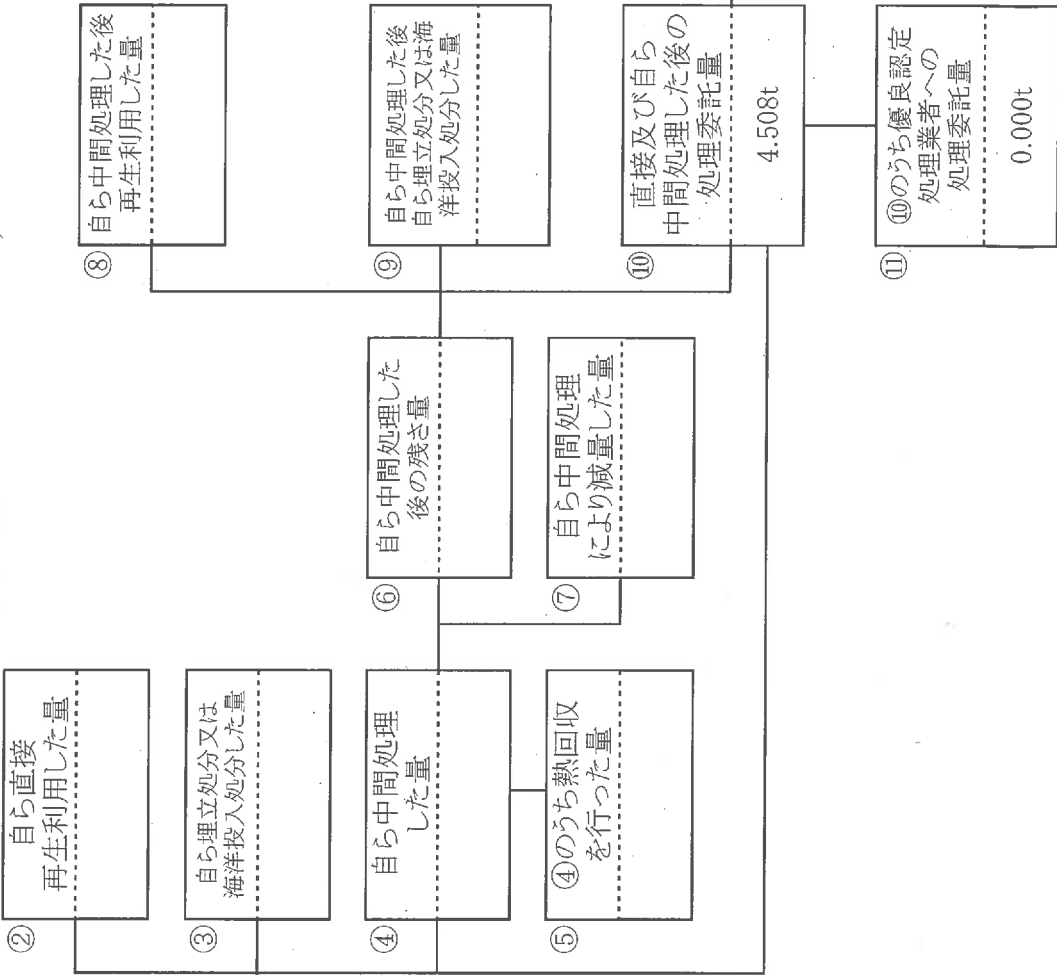 ②
自ら直接
再生利用した量
③
自ら埋立処分又は
海洋投入処分した量
④
自ら中間処理
した量
⑤
④のうち熱回収
を行った量
⑥
自ら中間処理した
後の残さ量
⑦
自ら中間処理
により減量した量
⑧
自ら中間処理した後
再生利用した量
⑨
自ら中間処理した後
自ら埋立処分又は海
洋投入処分した量
⑩
直接及び自ら
中間処理した後の
処理委託量
4.508t
⑪
⑩のうち優良認定
処理業者への
処理委託量
0.000t